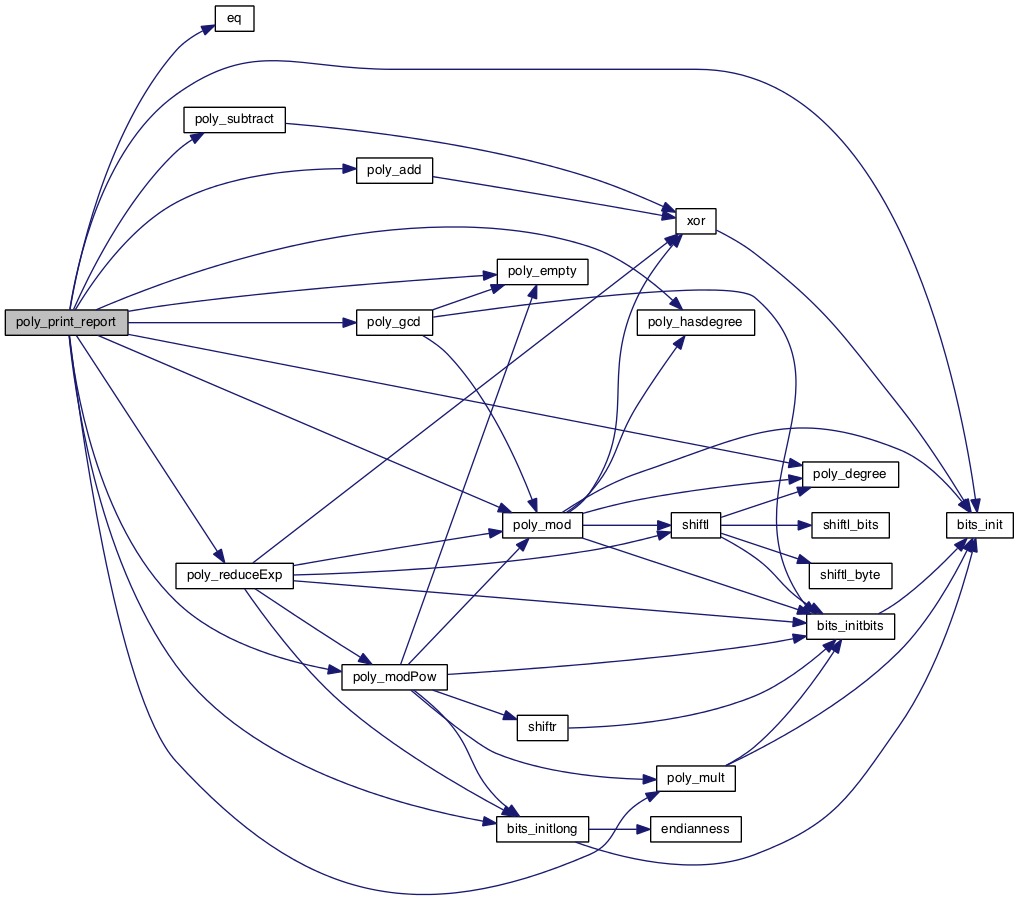 eq
poly_subtract
poly_add
xor
poly_empty
poly_print_report
poly_gcd
poly_hasdegree
poly_degree
poly_mod
shiftl
shiftl_bits
bits_init
poly_reduceExp
shiftl_byte
bits_initbits
poly_modPow
shiftr
poly_mult
bits_initlong
endianness